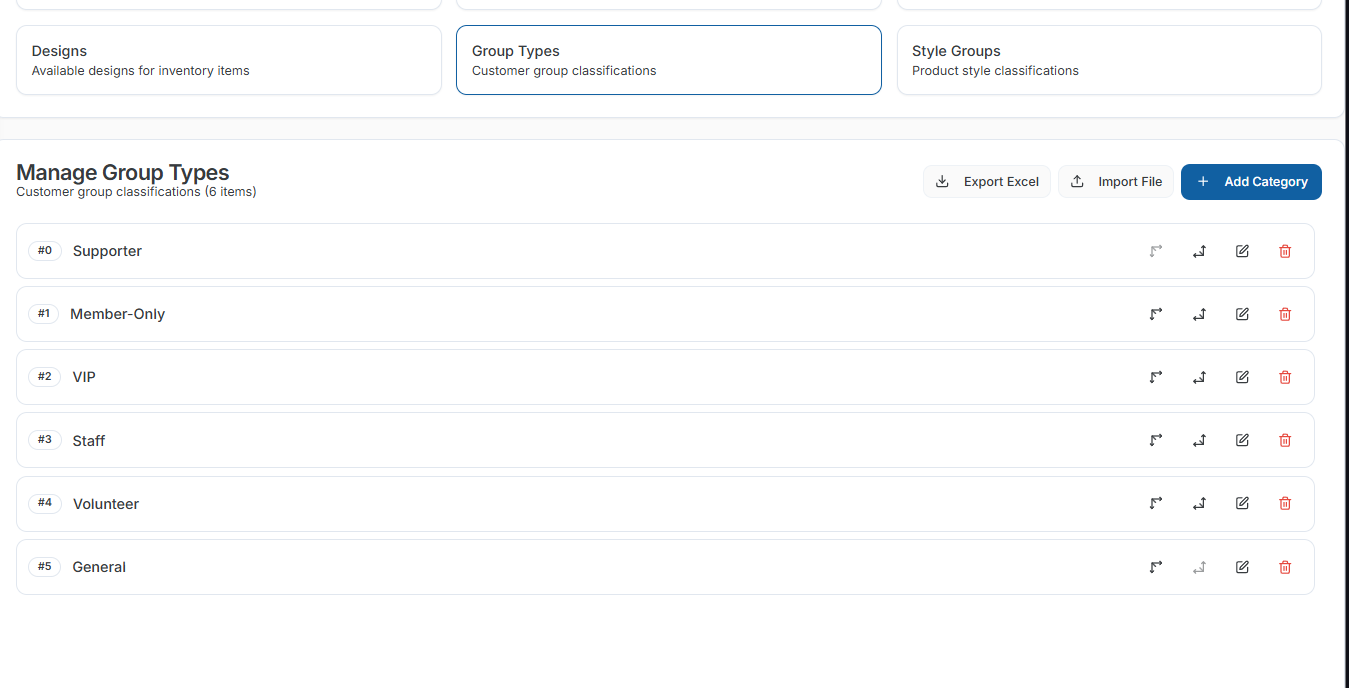 Designs
Available designs for inventory items
Group Types
Customer group classifications
Style Groups
Product style classifications
Manage Group Types
Customer group classifications (6 items)
Export Excel
Import File
+ Add Category
#0 Supporter
#1 Member-Only
#2 VIP
#3 Staff
#4 Volunteer
#5 General